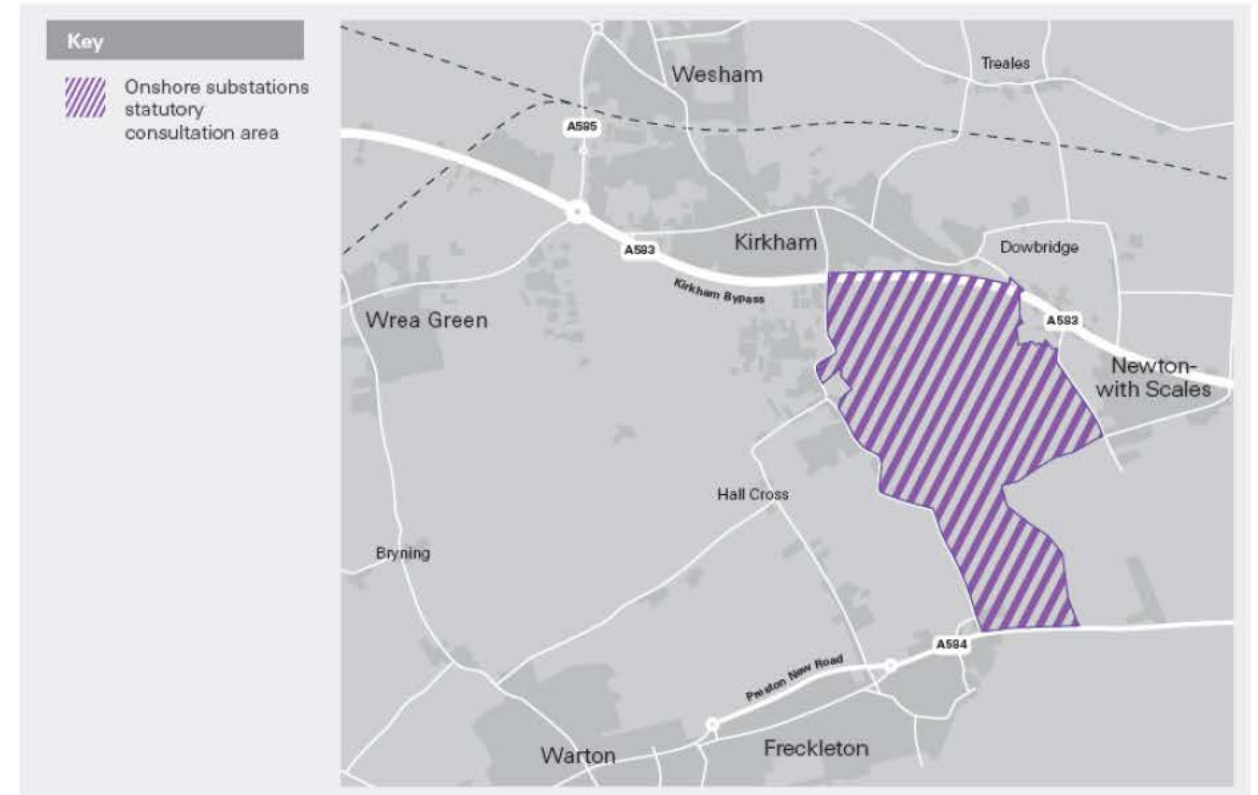 Key
Onshore substations
statutory
consultation area
Wesham
Treales
A585
Kirkham
Dowbridge
A583
Kirkham Bypass
Wrea Green
A583
Newton-
with Scales
Hall Cross
Bryning
A584
Preston New Road
Warton
Freckleton